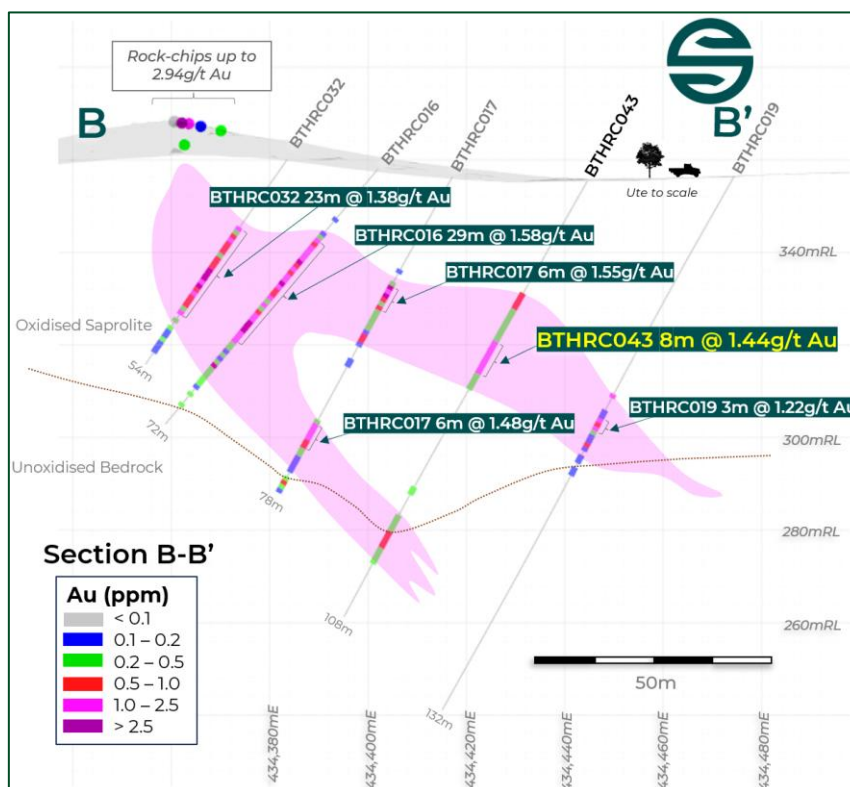 Rock-chips up to
2.94g/t Au
B
B'
BTHRC032
BTHRC016
BTHRC017
BTHRC043
BTHRC019
Ute to scale
BTHRC032 23m @ 1.38g/t Au
BTHRC016 29m @ 1.58g/t Au
340mRL
BTHRC017 6m @ 1.55g/t Au
Oxidised Saprolite
BTHRC043 8m @ 1.44g/t Au
54m
BTHRC019 3m @ 1.22g/t Au
72m
BTHRC017 6m @ 1.48g/t Au
300mRL
Unoxidised Bedrock
78m
280mRL
Section B-B'
Au (ppm)
< 0.1
0.1 – 0.2
0.2 – 0.5
0.5 – 1.0
1.0 – 2.5
> 2.5
108m
260mRL
50m
132m
434,380mE
434,400mE
434,420mE
434,440mE
434,460mE
434,480mE